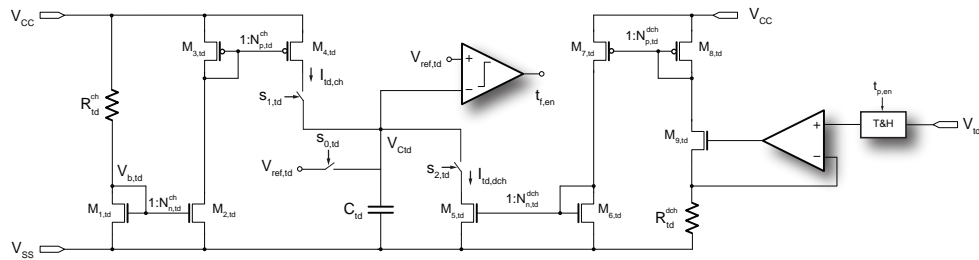 V_CC
V_CC
M_3,td
1:N_p,td^ch
M_4,td
I_td,ch
s_1,td
R_td^ch
V_b,td
M_1,td
1:N_n,td^ch
M_2,td
V_SS
V_ref,td
+
−
t_f,en
s_0,td
V_Ctd
V_ref,td
s_2,td
I_td,dch
C_td
M_5,td
1:N_n,td^dch
M_6,td
M_7,td
1:N_p,td^dch
M_8,td
M_9,td
+
−
R_td^dch
t_p,en
T&H
V_td